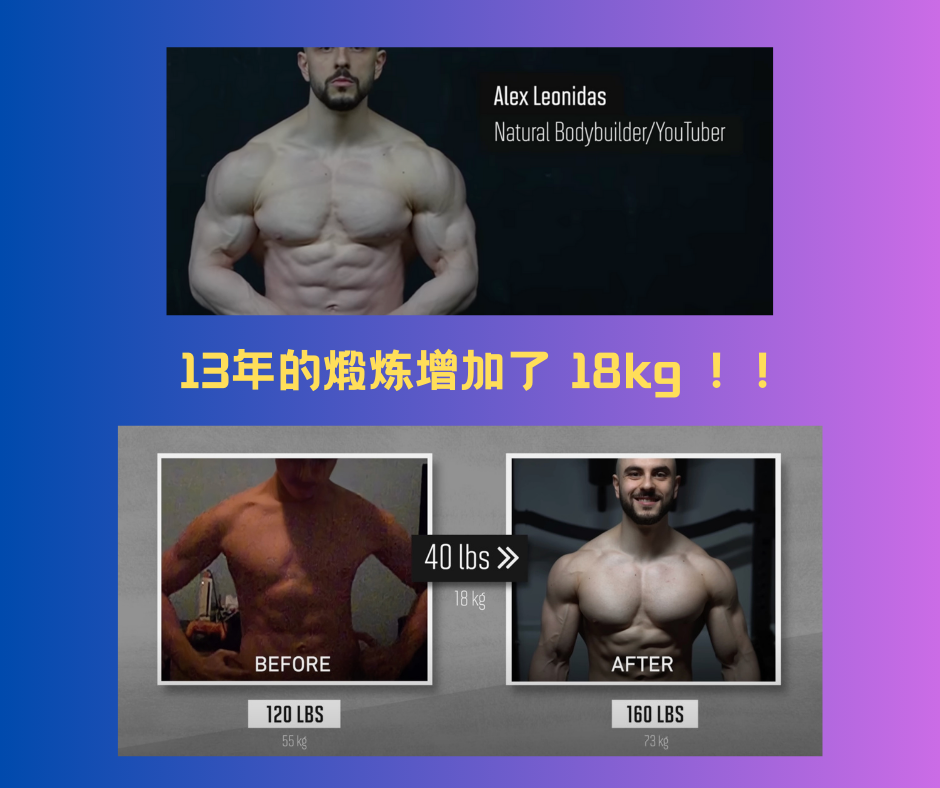 Alex Leonidas
Natural Bodybuilder/YouTuber
13年的煅炼增加了 18kg ！！
40 lbs
18 kg
BEFORE
AFTER
120 LBS
160 LBS
55 kg
73 kg